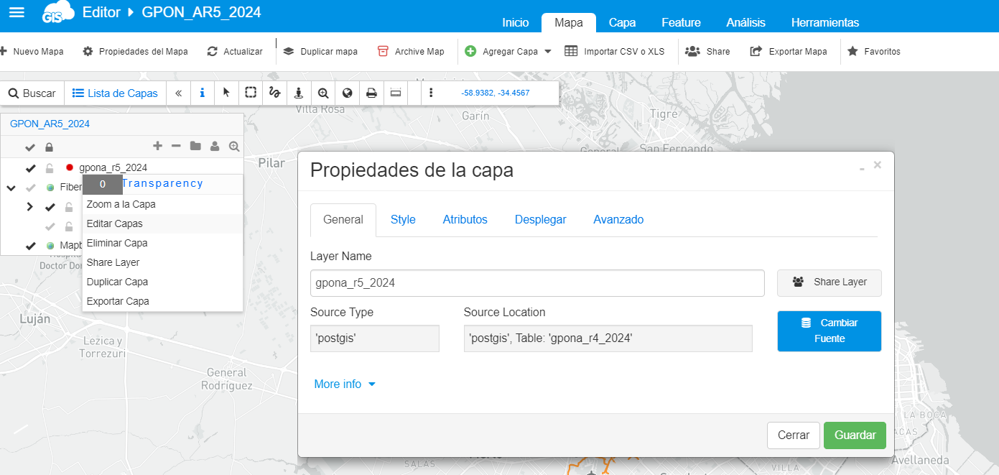 GIS Editor GPON_AR5_2024
Inicio Mapa Capa Feature Análisis Herramientas
Nuevo Mapa Propiedades del Mapa Actualizar Duplicar mapa Archive Map Agregar Capa Importar CSV o XLS Share Exportar Mapa Favoritos
Buscar Lista de Capas -58.9382, -34.4567
Villa Rosa
Garín
Tigre
San Fernando
General
Pilar
GPON_AR5_2024
gpona_r5_2024
0 Transparency
Fiber
Zoom a la Capa
Editar Capas
Eliminar Capa
Mapb
Share Layer
Duplicar Capa
Exportar Capa
Doctor Do
Luján
Lezica y
Torrezuri
General
Rodríguez
Propiedades de la capa
General Style Atributos Desplegar Avanzado
Layer Name
gpona_r5_2024
Share Layer
Source Type Source Location
'postgis' 'postgis', Table: 'gpona_r4_2024'
Cambiar
Fuente
More info
Cerrar Guardar
LA BOCA
ACAS
Avellaneda
SALAS
VILLA